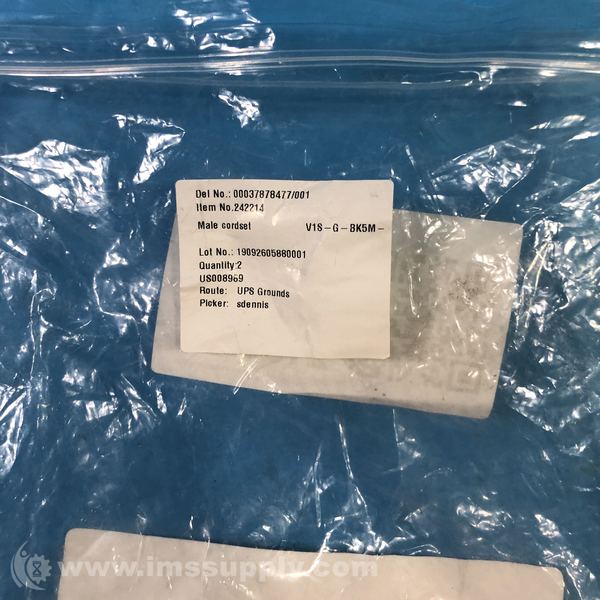 Del No.: 00037878477/001
Item No.242214
Male cordset V1S-G-BK5M-
Lot No.: 19092605880001
Quantity:2
US008969
Route: UPS Grounds
Picker: sdennis
www.imssupply.com